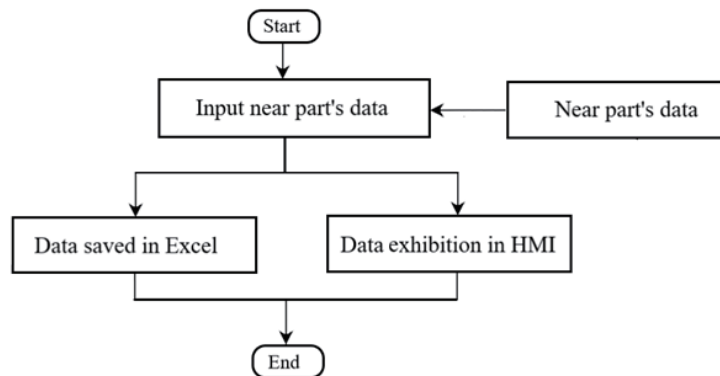 Start
Input near part's data
Near part's data
Data saved in Excel
Data exhibition in HMI
End